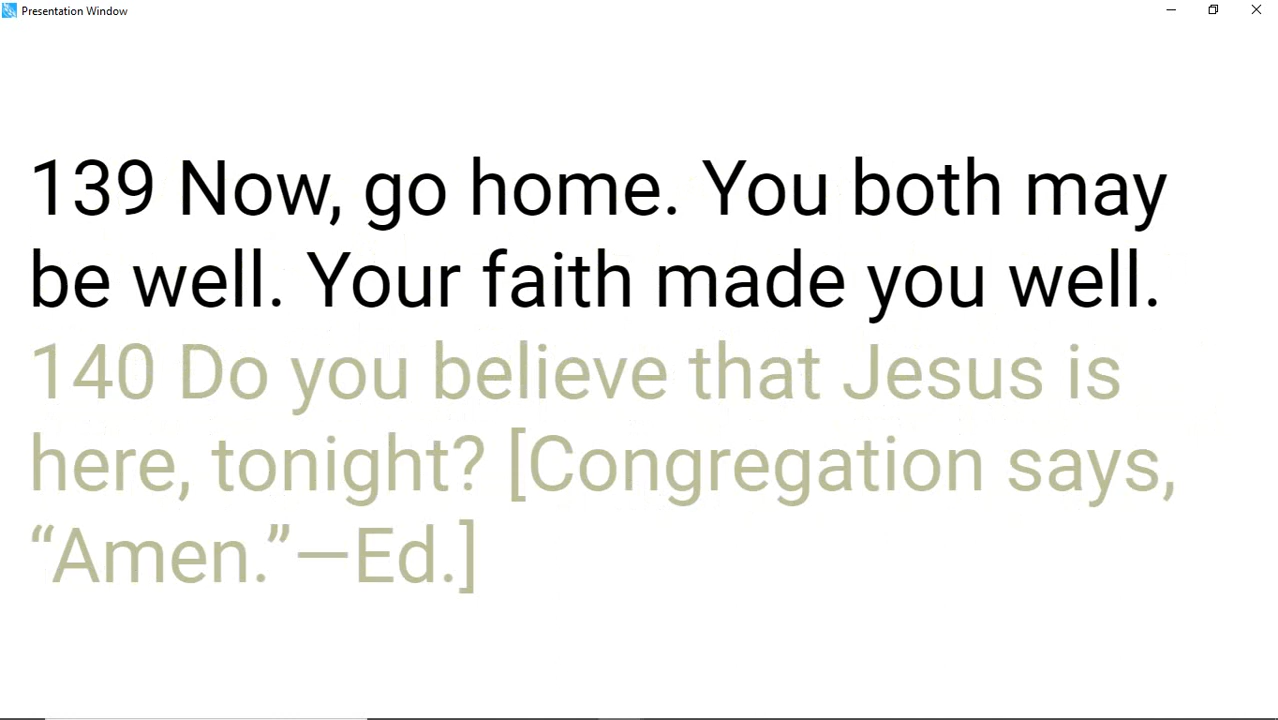 Presentation Window
139 Now, go home. You both may
be well. Your faith made you well.
140 Do you believe that Jesus is
here, tonight? [Congregation says,
“Amen.”—Ed.]